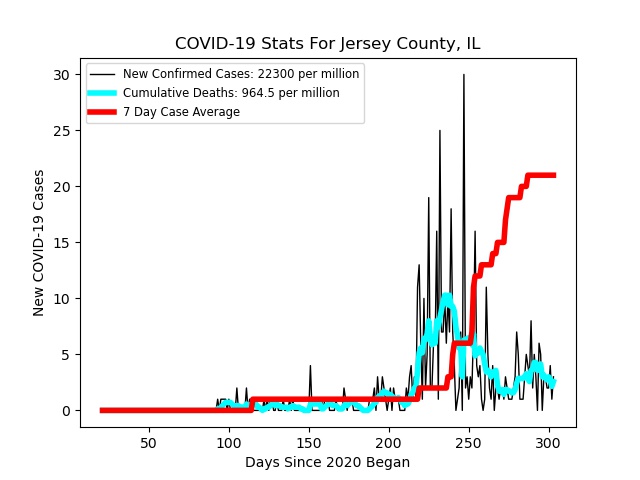 COVID-19 Stats For Jersey County, IL
New Confirmed Cases: 22300 per million
Cumulative Deaths: 964.5 per million
7 Day Case Average
New COVID-19 Cases
30
25
20
15
10
5
0
50 100 150 200 250 300
Days Since 2020 Began